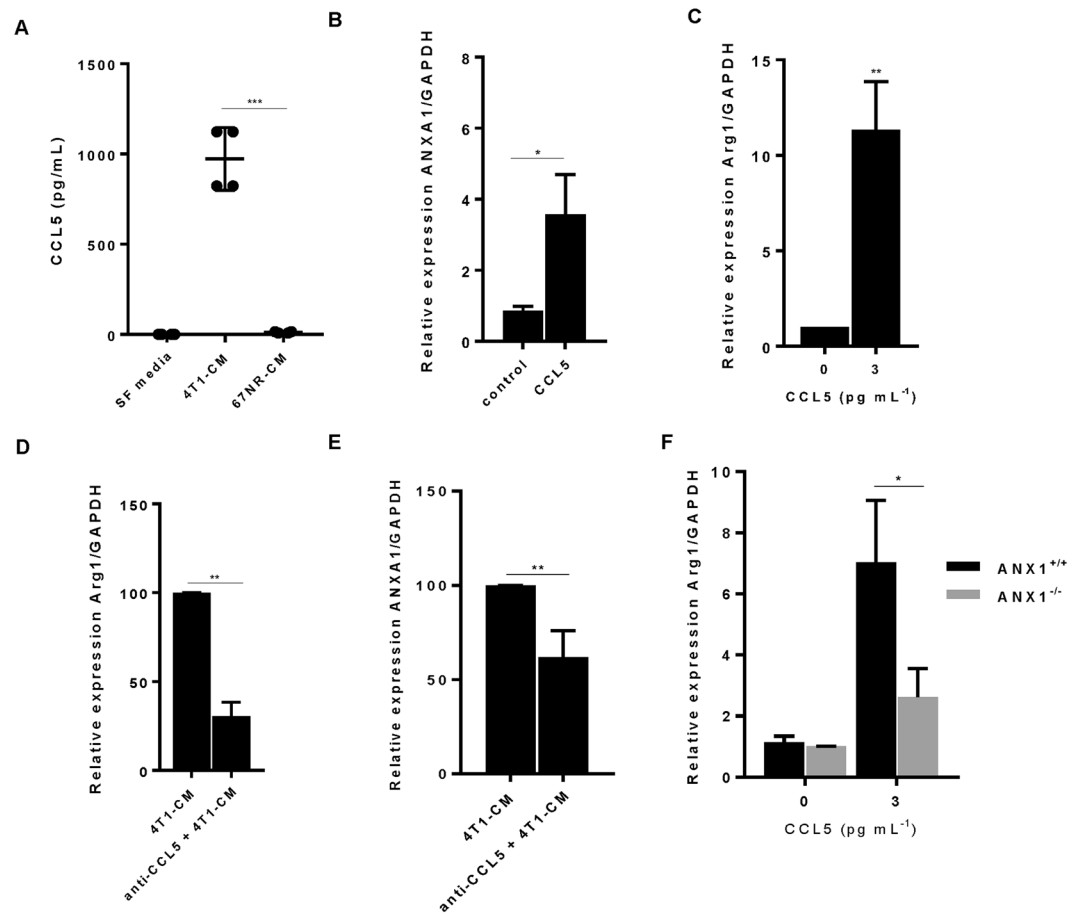 A
CCL5 (pg/mL)
1500
1000
500
0
***
SF media
4T1-CM
67NR-CM
B
Relative expression ANXA1/GAPDH
8
6
4
2
0
*
control
CCL5
C
Relative expression Arg1/GAPDH
15
10
5
0
**
0
3
CCL5 (pg mL⁻¹)
D
Relative expression Arg1/GAPDH
150
100
50
0
**
4T1-CM
anti-CCL5 + 4T1-CM
E
Relative expression ANXA1/GAPDH
150
100
50
0
**
4T1-CM
anti-CCL5 + 4T1-CM
F
Relative expression Arg1/GAPDH
10
8
6
4
2
0
*
0
3
CCL5 (pg mL⁻¹)
ANX1⁺/⁺
ANX1⁻/⁻